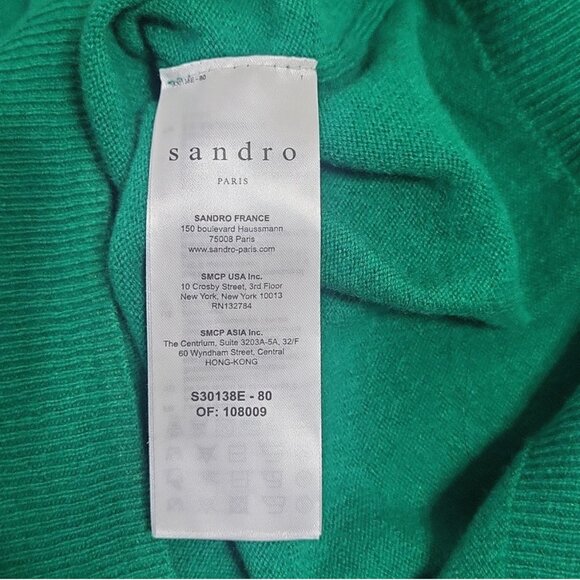 sandro
PARIS
SANDRO FRANCE
150 boulevard Haussmann
75008 Paris
www.sandro-paris.com
SMCP USA Inc.
10 Crosby Street, 3rd Floor
New York, New York 10013
RN132784
SMCP ASIA Inc.
The Centrium, Suite 3203A-5A, 32/F
60 Wyndham Street, Central
HONG-KONG
S30138E - 80
OF: 108009